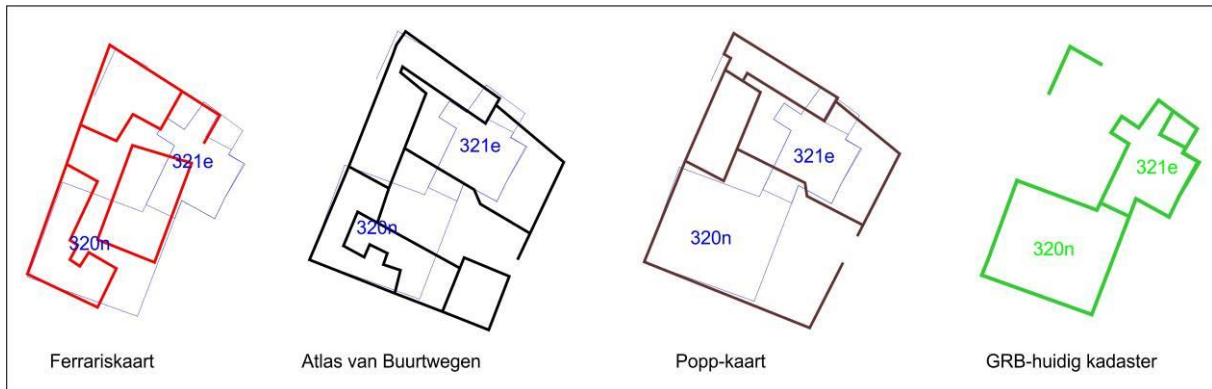 321e
320n
Ferrariskaart
321e
320n
Atlas van Buurtwegen
321e
320n
Popp-kaart
321e
320n
GRB-huidig kadaster